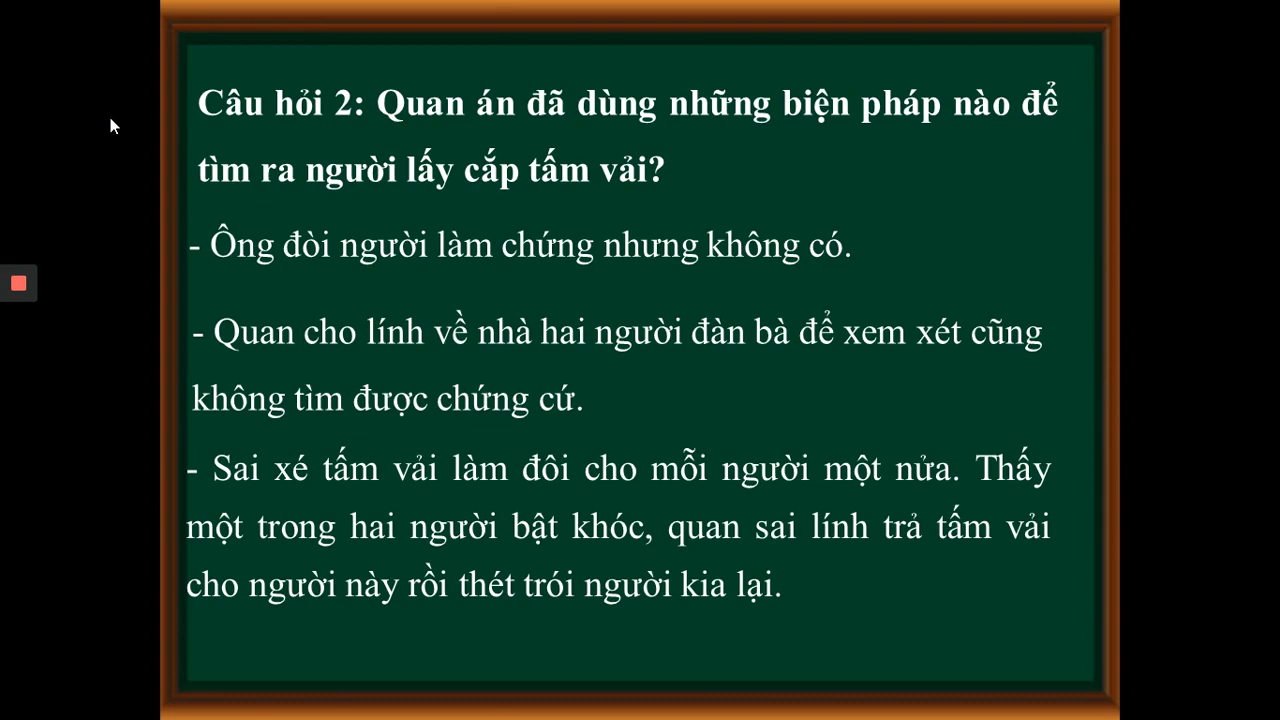 Câu hỏi 2: Quan án đã dùng những biện pháp nào để
tìm ra người lấy cắp tấm vải?
- Ông đòi người làm chứng nhưng không có.
- Quan cho lính về nhà hai người đàn bà để xem xét cũng
không tìm được chứng cứ.
- Sai xé tấm vải làm đôi cho mỗi người một nửa. Thấy
một trong hai người bật khóc, quan sai lính trả tấm vải
cho người này rồi thét trói người kia lại.